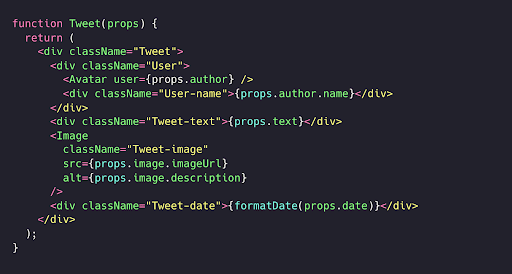 function Tweet(props) {
  return (
    <div className="Tweet">
      <div className="User">
        <Avatar user={props.author} />
        <div className="User-name">{props.author.name}</div>
      </div>
      <div className="Tweet-text">{props.text}</div>
      <Image
        className="Tweet-image"
        src={props.image.imageUrl}
        alt={props.image.description}
      />
      <div className="Tweet-date">{formatDate(props.date)}</div>
    </div>
  );
}